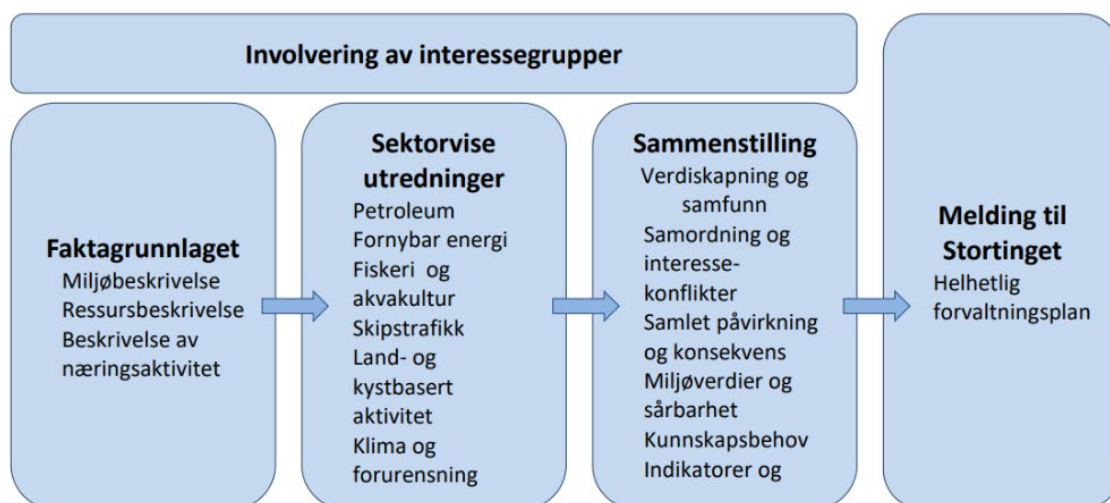 Involvering av interessegrupper
Faktagrunnlaget
Miljøbeskrivelse
Ressursbeskrivelse
Beskrivelse av
næringsaktivitet
Sektorvise
utredninger
Petroleum
Fornybar energi
Fiskeri og
akvakultur
Skipstrafikk
Land- og
kystbasert
aktivitet
Klima og
forurensning
Sammenstilling
Verdiskapning og
samfunn
Samordning og
interesse-
konflikter
Samlet påvirkning
og konsekvens
Miljøverdier og
sårbarhet
Kunnskapsbehov
Indikatorer og
Melding til
Stortinget
Helhetlig
forvaltningsplan